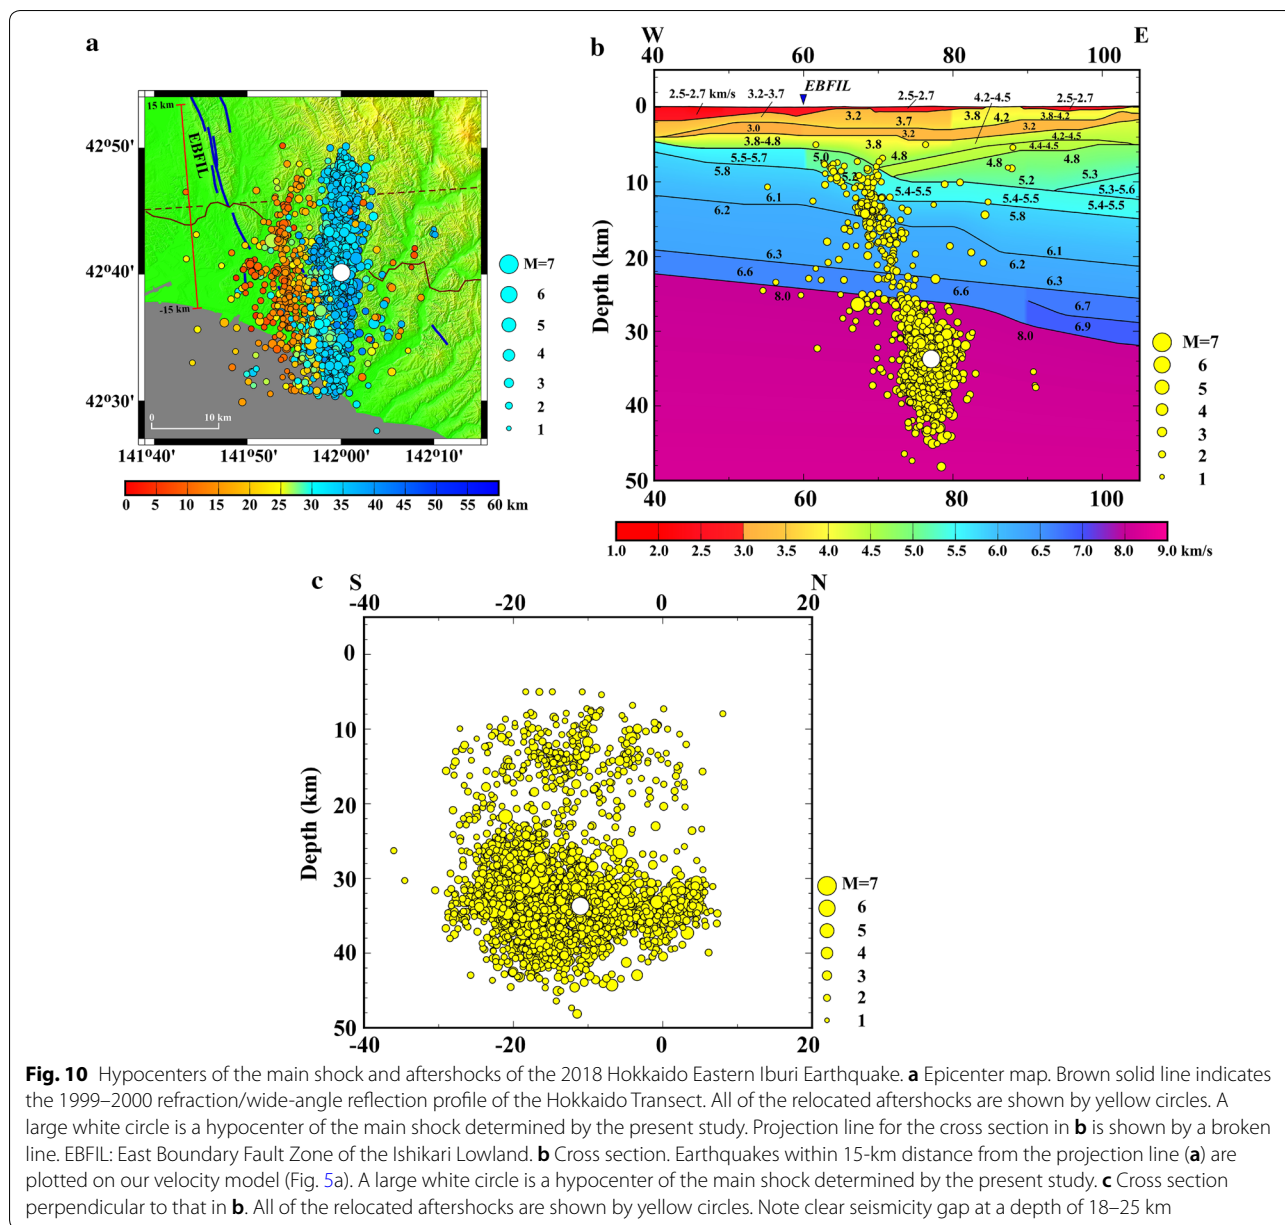 a
15 km
EBFIL
-15 km
42º50'
42º40'
42º30'
0 10 km
141º40' 141º50' 142º00' 142º10'
M=7
6
5
4
3
2
1
0 5 10 15 20 25 30 35 40 45 50 55 60 km
b
W E
40 60 80 100
EBFIL
2.5-2.7 km/s 3.2-3.7 2.5-2.7 4.2-4.5 2.5-2.7
3.2 3.7 3.8 4.2 3.8-4.2
3.0 3.2 3.2 4.2-4.5
3.8-4.8 3.8 4.4-4.5
5.5-5.7 5.0 4.8 4.8 4.8
5.8 5.2 5.2 5.3
5.4-5.5 5.4-5.5 5.3-5.6
5.4-5.5
6.1 5.8
6.2 6.1
6.2
6.3 6.3
6.6 6.6 6.7
8.0 6.9
8.0
0
10
20
30
40
50
Depth (km)
40 60 80 100
M=7
6
5
4
3
2
1
1.0 2.0 2.5 3.0 3.5 4.0 4.5 5.0 5.5 6.0 6.5 7.0 8.0 9.0 km/s
c
S N
-40 -20 0 20
0
10
20
30
40
50
Depth (km)
-40 -20 0 20
M=7
6
5
4
3
2
1
Fig. 10 Hypocenters of the main shock and aftershocks of the 2018 Hokkaido Eastern Iburi Earthquake. a Epicenter map. Brown solid line indicates
the 1999–2000 refraction/wide-angle reflection profile of the Hokkaido Transect. All of the relocated aftershocks are shown by yellow circles. A
large white circle is a hypocenter of the main shock determined by the present study. Projection line for the cross section in b is shown by a broken
line. EBFIL: East Boundary Fault Zone of the Ishikari Lowland. b Cross section. Earthquakes within 15-km distance from the projection line (a) are
plotted on our velocity model (Fig. 5a). A large white circle is a hypocenter of the main shock determined by the present study. c Cross section
perpendicular to that in b. All of the relocated aftershocks are shown by yellow circles. Note clear seismicity gap at a depth of 18–25 km